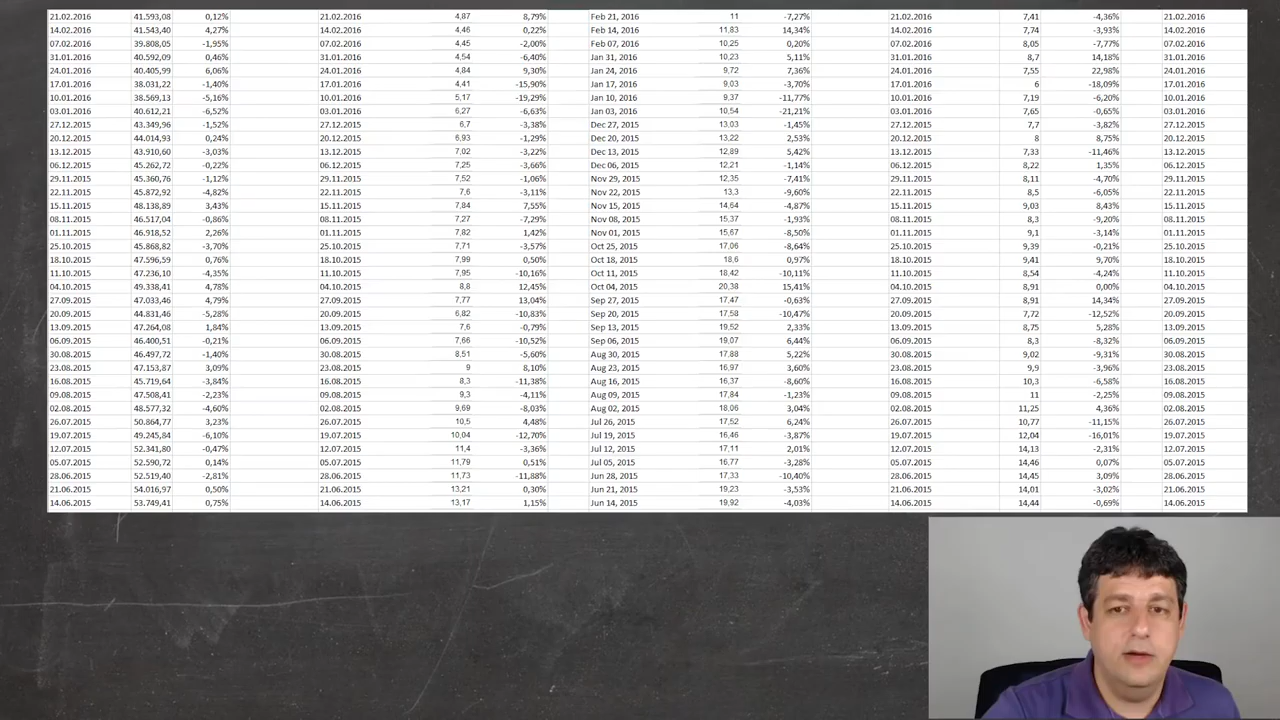 21.02.2016 41.593,08 0,12% 21.02.2016 4,87 8,79% Feb 21, 2016 11 -7,27% 21.02.2016 7,41 -4,36% 21.02.2016
14.02.2016 41.543,40 4,27% 14.02.2016 4,46 0,22% Feb 14, 2016 11,83 14,34% 14.02.2016 7,74 -3,93% 14.02.2016
07.02.2016 39.808,05 -1,95% 07.02.2016 4,45 -2,00% Feb 07, 2016 10,25 0,20% 07.02.2016 8,05 -7,77% 07.02.2016
31.01.2016 40.592,09 0,46% 31.01.2016 4,54 -6,40% Jan 31, 2016 10,23 5,11% 31.01.2016 8,7 14,18% 31.01.2016
24.01.2016 40.405,99 6,06% 24.01.2016 4,84 9,30% Jan 24, 2016 9,72 7,36% 24.01.2016 7,55 22,98% 24.01.2016
17.01.2016 38.031,22 -1,40% 17.01.2016 4,41 -15,90% Jan 17, 2016 9,03 -3,70% 17.01.2016 6 -18,09% 17.01.2016
10.01.2016 38.569,13 -5,16% 10.01.2016 5,17 -19,29% Jan 10, 2016 9,37 -11,77% 10.01.2016 7,19 -6,20% 10.01.2016
03.01.2016 40.612,21 -6,52% 03.01.2016 6,27 -6,63% Jan 03, 2016 10,54 -21,21% 03.01.2016 7,65 -0,65% 03.01.2016
27.12.2015 43.349,96 -1,52% 27.12.2015 6,7 -3,38% Dec 27, 2015 13,03 -1,45% 27.12.2015 7,7 -3,82% 27.12.2015
20.12.2015 44.014,93 0,24% 20.12.2015 6,93 -1,29% Dec 20, 2015 13,22 2,53% 20.12.2015 8 8,75% 20.12.2015
13.12.2015 43.910,60 -3,03% 13.12.2015 7,02 -3,22% Dec 13, 2015 12,89 5,42% 13.12.2015 7,33 -11,46% 13.12.2015
06.12.2015 45.262,72 -0,22% 06.12.2015 7,25 -3,66% Dec 06, 2015 12,21 -1,14% 06.12.2015 8,22 1,35% 06.12.2015
29.11.2015 45.360,76 -1,12% 29.11.2015 7,52 -1,06% Nov 29, 2015 12,35 -7,41% 29.11.2015 8,11 -4,70% 29.11.2015
22.11.2015 45.872,92 -4,82% 22.11.2015 7,6 -3,11% Nov 22, 2015 13,3 -9,60% 22.11.2015 8,5 -6,05% 22.11.2015
15.11.2015 48.138,89 3,43% 15.11.2015 7,84 7,55% Nov 15, 2015 14,64 -4,87% 15.11.2015 9,03 8,43% 15.11.2015
08.11.2015 46.517,04 -0,86% 08.11.2015 7,27 -7,29% Nov 08, 2015 15,37 -1,93% 08.11.2015 8,3 -9,20% 08.11.2015
01.11.2015 46.918,52 2,26% 01.11.2015 7,82 1,42% Nov 01, 2015 15,67 -8,50% 01.11.2015 9,1 -3,14% 01.11.2015
25.10.2015 45.868,82 -3,70% 25.10.2015 7,71 -3,57% Oct 25, 2015 17,06 -8,64% 25.10.2015 9,39 -0,21% 25.10.2015
18.10.2015 47.596,59 0,76% 18.10.2015 7,99 0,50% Oct 18, 2015 18,6 0,97% 18.10.2015 9,41 9,70% 18.10.2015
11.10.2015 47.236,10 -4,35% 11.10.2015 7,95 -10,16% Oct 11, 2015 18,42 -10,11% 11.10.2015 8,54 -4,24% 11.10.2015
04.10.2015 49.338,41 4,78% 04.10.2015 8,8 12,45% Oct 04, 2015 20,38 15,41% 04.10.2015 8,91 0,00% 04.10.2015
27.09.2015 47.033,46 4,79% 27.09.2015 7,77 13,04% Sep 27, 2015 17,47 -0,63% 27.09.2015 8,91 14,34% 27.09.2015
20.09.2015 44.831,46 -5,28% 20.09.2015 6,82 -10,83% Sep 20, 2015 17,58 -10,47% 20.09.2015 7,72 -12,52% 20.09.2015
13.09.2015 47.264,08 1,84% 13.09.2015 7,6 -0,79% Sep 13, 2015 19,52 2,33% 13.09.2015 8,75 5,28% 13.09.2015
06.09.2015 46.400,51 -0,21% 06.09.2015 7,66 -10,52% Sep 06, 2015 19,07 6,44% 06.09.2015 8,3 -8,32% 06.09.2015
30.08.2015 46.497,72 -1,40% 30.08.2015 8,51 -5,60% Aug 30, 2015 17,88 5,22% 30.08.2015 9,02 -9,31% 30.08.2015
23.08.2015 47.153,87 3,09% 23.08.2015 9 8,10% Aug 23, 2015 16,97 3,60% 23.08.2015 9,9 -3,96% 23.08.2015
16.08.2015 45.719,64 -3,84% 16.08.2015 8,3 -11,38% Aug 16, 2015 16,37 -8,60% 16.08.2015 10,3 -6,58% 16.08.2015
09.08.2015 47.508,41 -2,23% 09.08.2015 9,3 -4,11% Aug 09, 2015 17,84 -1,23% 09.08.2015 11 -2,25% 09.08.2015
02.08.2015 48.577,32 -4,60% 02.08.2015 9,69 -8,03% Aug 02, 2015 18,06 3,04% 02.08.2015 11,25 4,36% 02.08.2015
26.07.2015 50.864,77 3,23% 26.07.2015 10,5 4,48% Jul 26, 2015 17,52 6,24% 26.07.2015 10,77 -11,15% 26.07.2015
19.07.2015 49.245,84 -6,10% 19.07.2015 10,04 -12,70% Jul 19, 2015 16,46 -3,87% 19.07.2015 12,04 -16,01% 19.07.2015
12.07.2015 52.341,80 -0,47% 12.07.2015 11,4 -3,36% Jul 12, 2015 17,11 2,01% 12.07.2015 14,13 -2,31% 12.07.2015
05.07.2015 52.590,72 0,14% 05.07.2015 11,79 0,51% Jul 05, 2015 16,77 -3,28% 05.07.2015 14,46 0,07% 05.07.2015
28.06.2015 52.519,40 -2,81% 28.06.2015 11,73 -11,88% Jun 28, 2015 17,33 -10,40% 28.06.2015 14,45 3,09% 28.06.2015
21.06.2015 54.016,97 0,50% 21.06.2015 13,21 0,30% Jun 21, 2015 19,23 -3,53% 21.06.2015 14,01 -3,02% 21.06.2015
14.06.2015 53.749,41 0,75% 14.06.2015 13,17 1,15% Jun 14, 2015 19,92 -4,03% 14.06.2015 14,44 -0,69% 14.06.2015